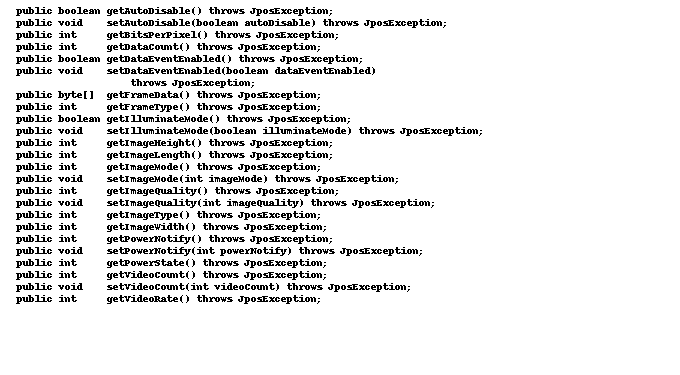 public boolean getAutoDisable() throws JposException;
public void    setAutoDisable(boolean autoDisable) throws JposException;
public int     getBitsPerPixel() throws JposException;
public int     getDataCount() throws JposException;
public boolean getDataEventEnabled() throws JposException;
public void    setDataEventEnabled(boolean dataEventEnabled)
                   throws JposException;
public byte[]  getFrameData() throws JposException;
public int     getFrameType() throws JposException;
public boolean getIlluminateMode() throws JposException;
public void    setIlluminateMode(boolean illuminateMode) throws JposException;
public int     getImageHeight() throws JposException;
public int     getImageLength() throws JposException;
public int     getImageMode() throws JposException;
public void    setImageMode(int imageMode) throws JposException;
public int     getImageQuality() throws JposException;
public void    setImageQuality(int imageQuality) throws JposException;
public int     getImageType() throws JposException;
public int     getImageWidth() throws JposException;
public int     getPowerNotify() throws JposException;
public void    setPowerNotify(int powerNotify) throws JposException;
public int     getPowerState() throws JposException;
public int     getVideoCount() throws JposException;
public void    setVideoCount(int videoCount) throws JposException;
public int     getVideoRate() throws JposException;